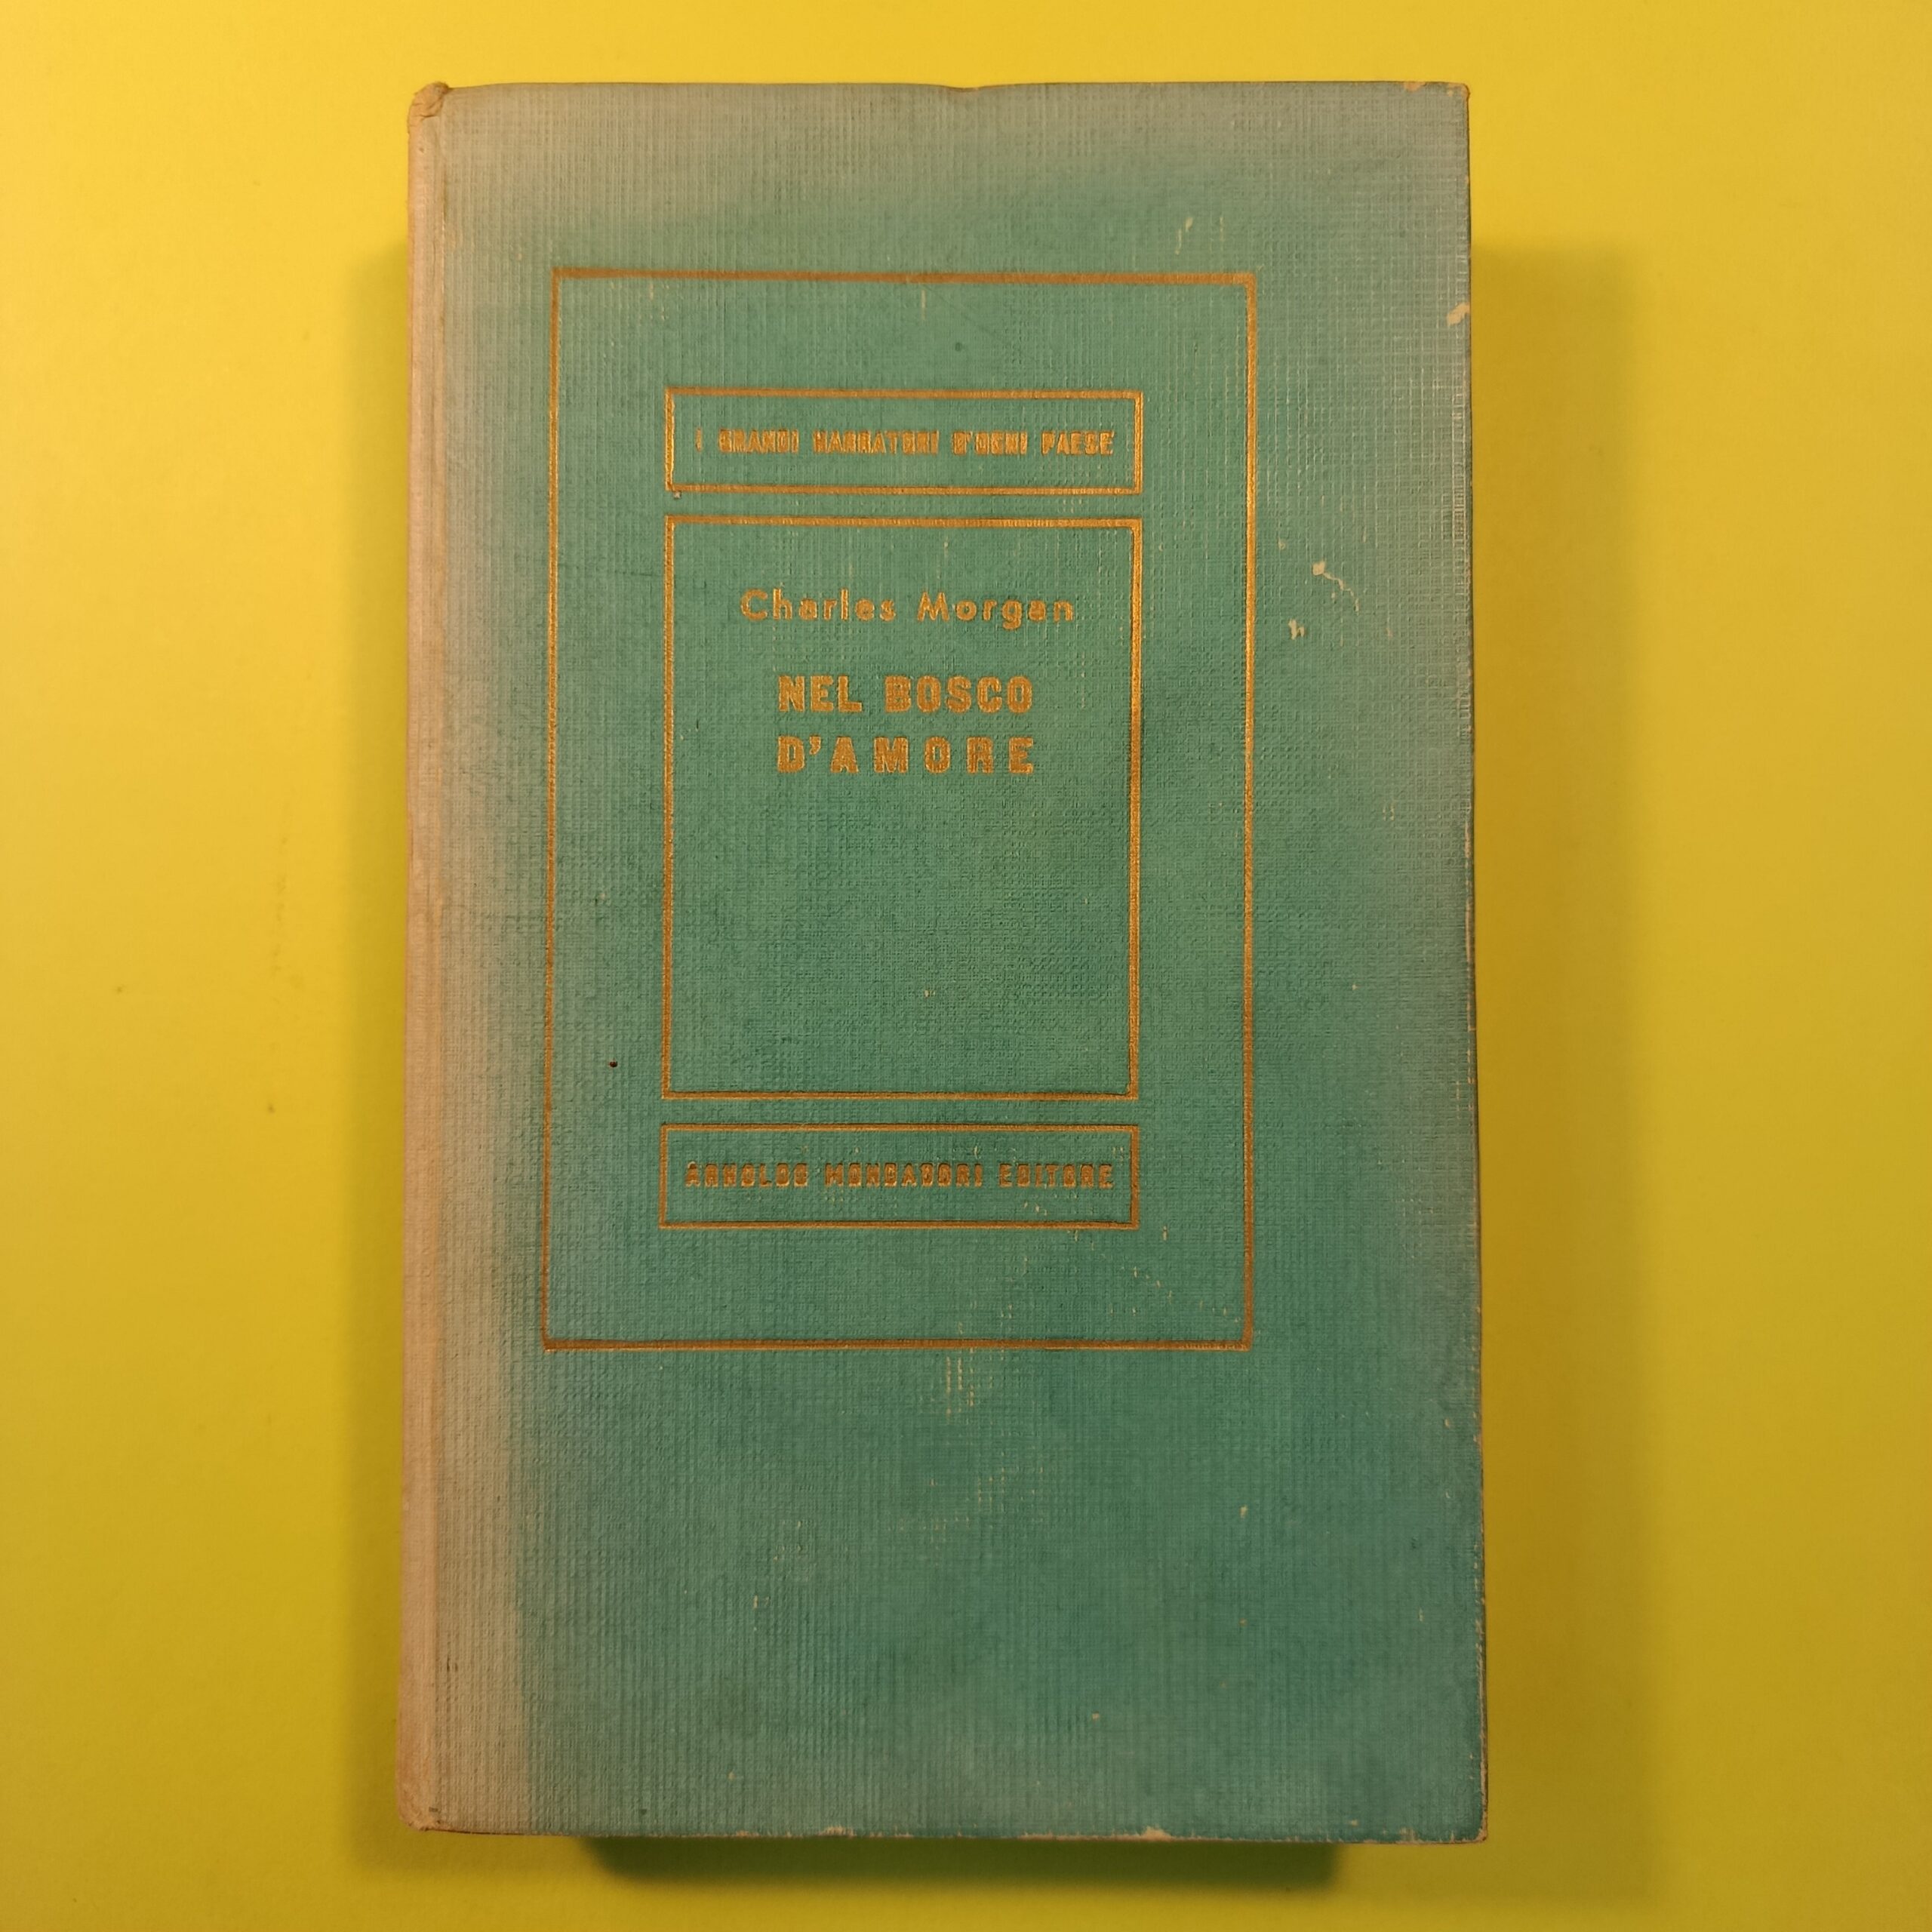 I GRANDI NARRATORI D'OGNI PAESE
Charles Morgan
NEL BOSCO
D'AMORE
ARNOLDO MONDADORI EDITORE